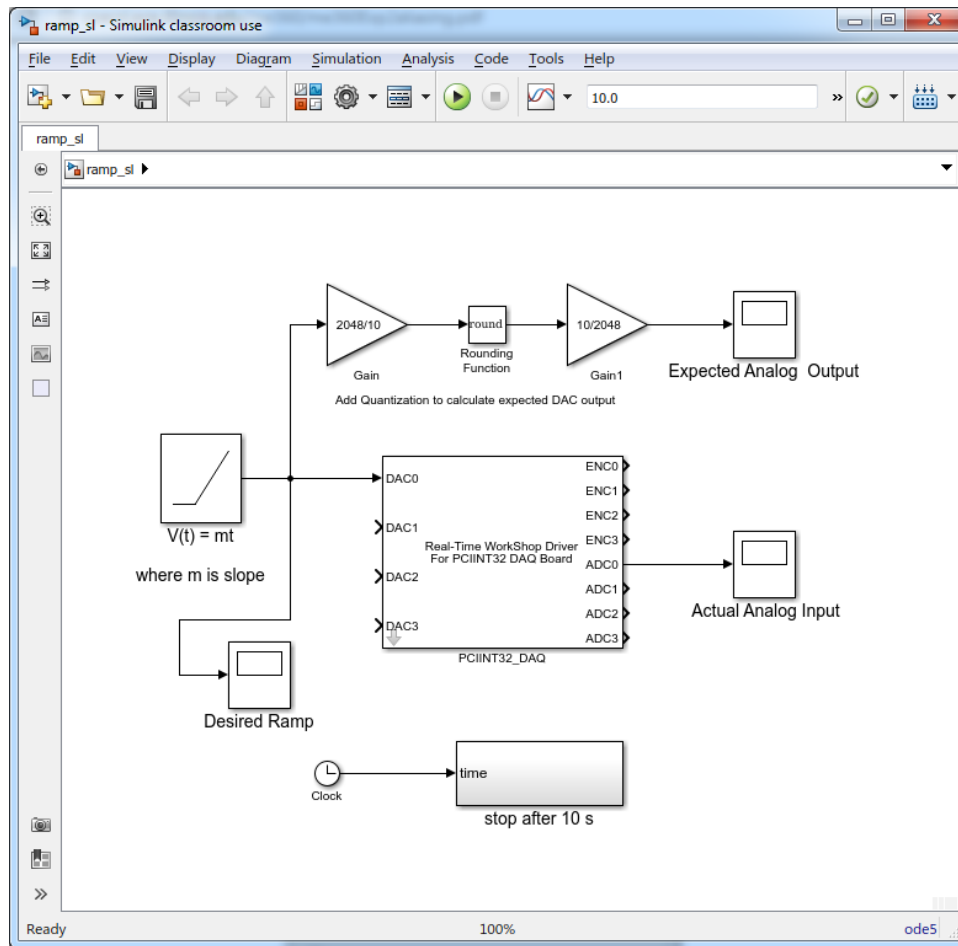 ramp_sl - Simulink classroom use
File Edit View Display Diagram Simulation Analysis Code Tools Help
10.0
»
ramp_sl
ramp_sl
2048/10
round
10/2048
Rounding
Function
Gain
Gain1
Expected Analog Output
Add Quantization to calculate expected DAC output
V(t) = mt
where m is slope
DAC0
DAC1
DAC2
DAC3
Real-Time WorkShop Driver
For PCIINT32 DAQ Board
ENC0
ENC1
ENC2
ENC3
ADC0
ADC1
ADC2
ADC3
PCIINT32_DAQ
Actual Analog Input
Desired Ramp
Clock
time
stop after 10 s
Ready
100%
ode5